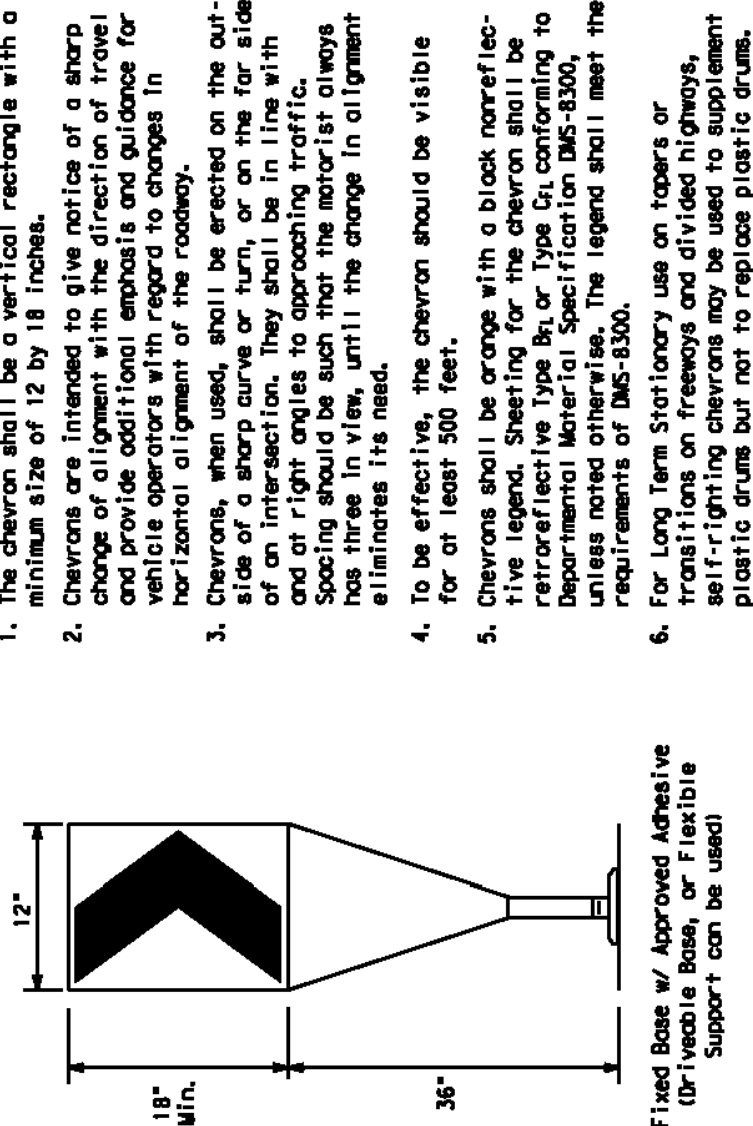 1. The chevron shall be a vertical rectangle with a
minimum size of 12 by 18 inches.
2. Chevrons are intended to give notice of a sharp
change of alignment with the direction of travel
and provide additional emphasis and guidance for
vehicle operators with regard to changes in
horizontal alignment of the roadway.
3. Chevrons, when used, shall be erected on the out-
side of a sharp curve or turn, or on the far side
of an intersection. They shall be in line with
and at right angles to approaching traffic.
Spacing should be such that the motorist always
has three in view, until the change in alignment
eliminates its need.
4. To be effective, the chevron should be visible
for at least 500 feet.
5. Chevrons shall be orange with a black nonreflec-
tive legend. Sheeting for the chevron shall be
retroreflective Type BFL or Type CFL conforming to
Departmental Material Specification DMS-8300,
unless noted otherwise. The legend shall meet the
requirements of DMS-8300.
6. For Long Term Stationary use on tapers or
transitions on freeways and divided highways,
self-righting chevrons may be used to supplement
plastic drums but not to replace plastic drums.
12"
18"
Min.
36"
Fixed Base w/ Approved Adhesive
(Driveable Base, or Flexible
Support can be used)